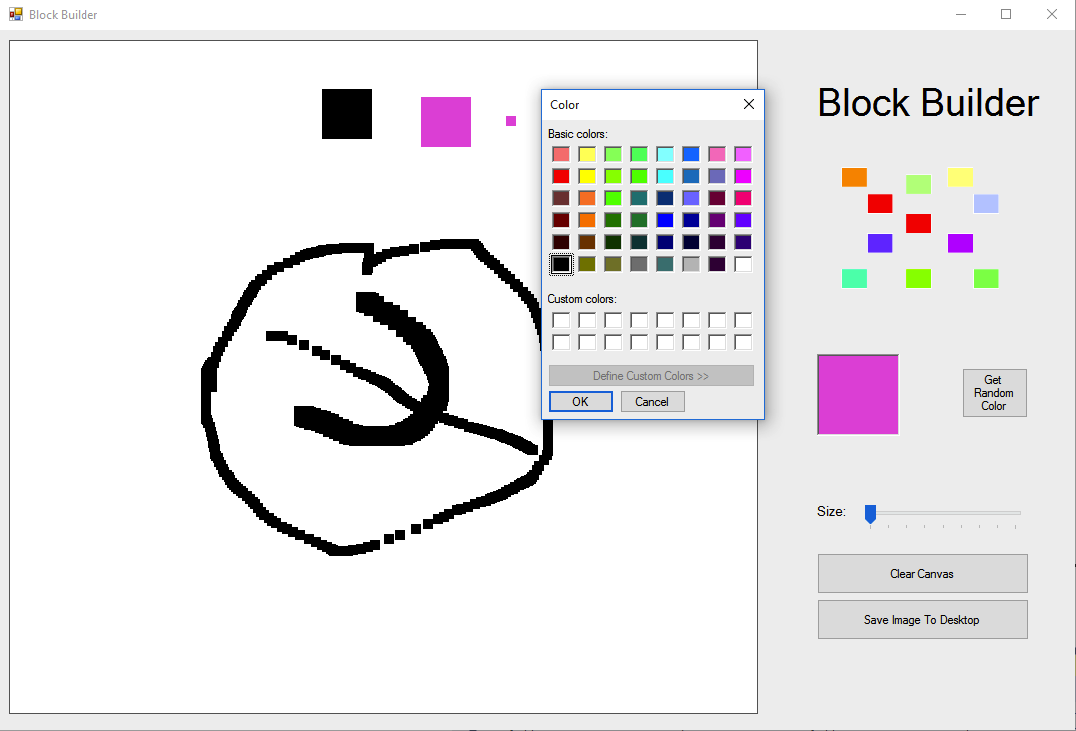 Block Builder
Color
Basic colors:
Custom colors:
Define Custom Colors >>
OK
Cancel
Block Builder
Get
Random
Color
Size:
Clear Canvas
Save Image To Desktop